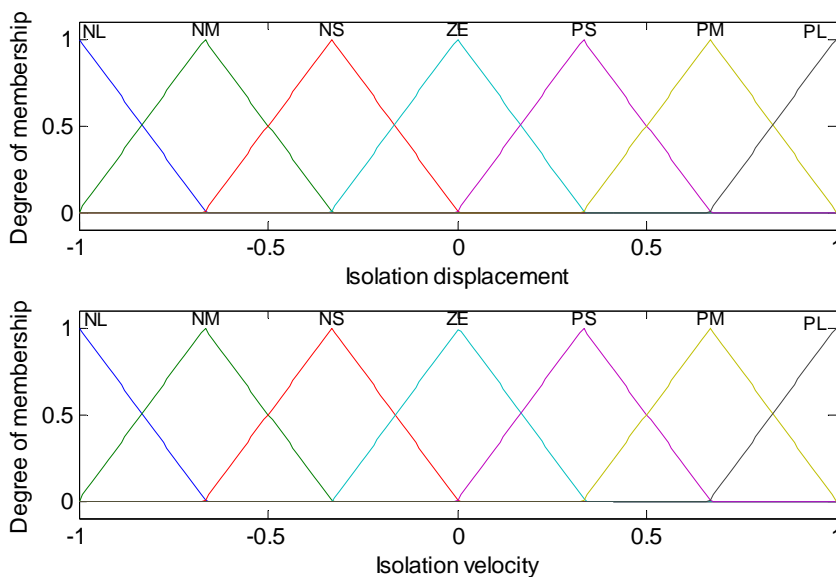 NL NM NS ZE PS PM PL
1
0.5
0
Degree of membership
-1 -0.5 0 0.5 1
Isolation displacement
NL NM NS ZE PS PM PL
1
0.5
0
Degree of membership
-1 -0.5 0 0.5 1
Isolation velocity